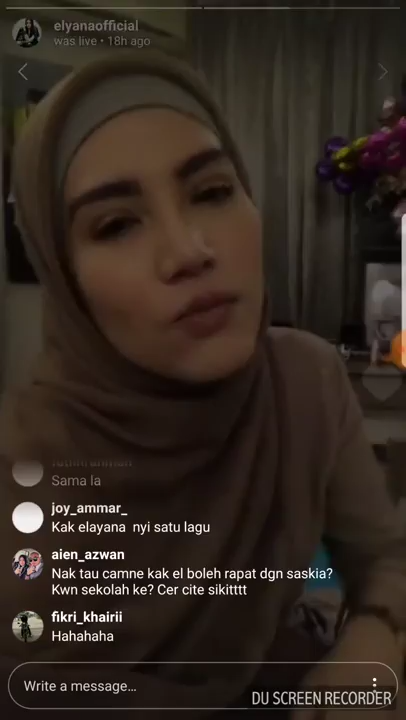 elyanaofficial
was live • 18h ago
Sama la
joy_ammar_
Kak elayana nyi satu lagu
aien_azwan
Nak tau camne kak el boleh rapat dgn saskia?
Kwn sekolah ke? Cer cite sikitttt
fikri_khairii
Hahahaha
Write a message...
DU SCREEN RECORDER